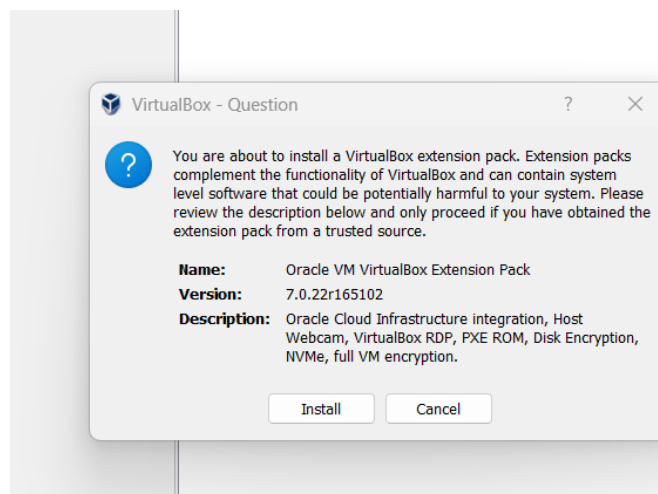 VirtualBox - Question
You are about to install a VirtualBox extension pack. Extension packs
complement the functionality of VirtualBox and can contain system
level software that could be potentially harmful to your system. Please
review the description below and only proceed if you have obtained the
extension pack from a trusted source.
Name: Oracle VM VirtualBox Extension Pack
Version: 7.0.22r165102
Description: Oracle Cloud Infrastructure integration, Host
Webcam, VirtualBox RDP, PXE ROM, Disk Encryption,
NVMe, full VM encryption.
Install Cancel